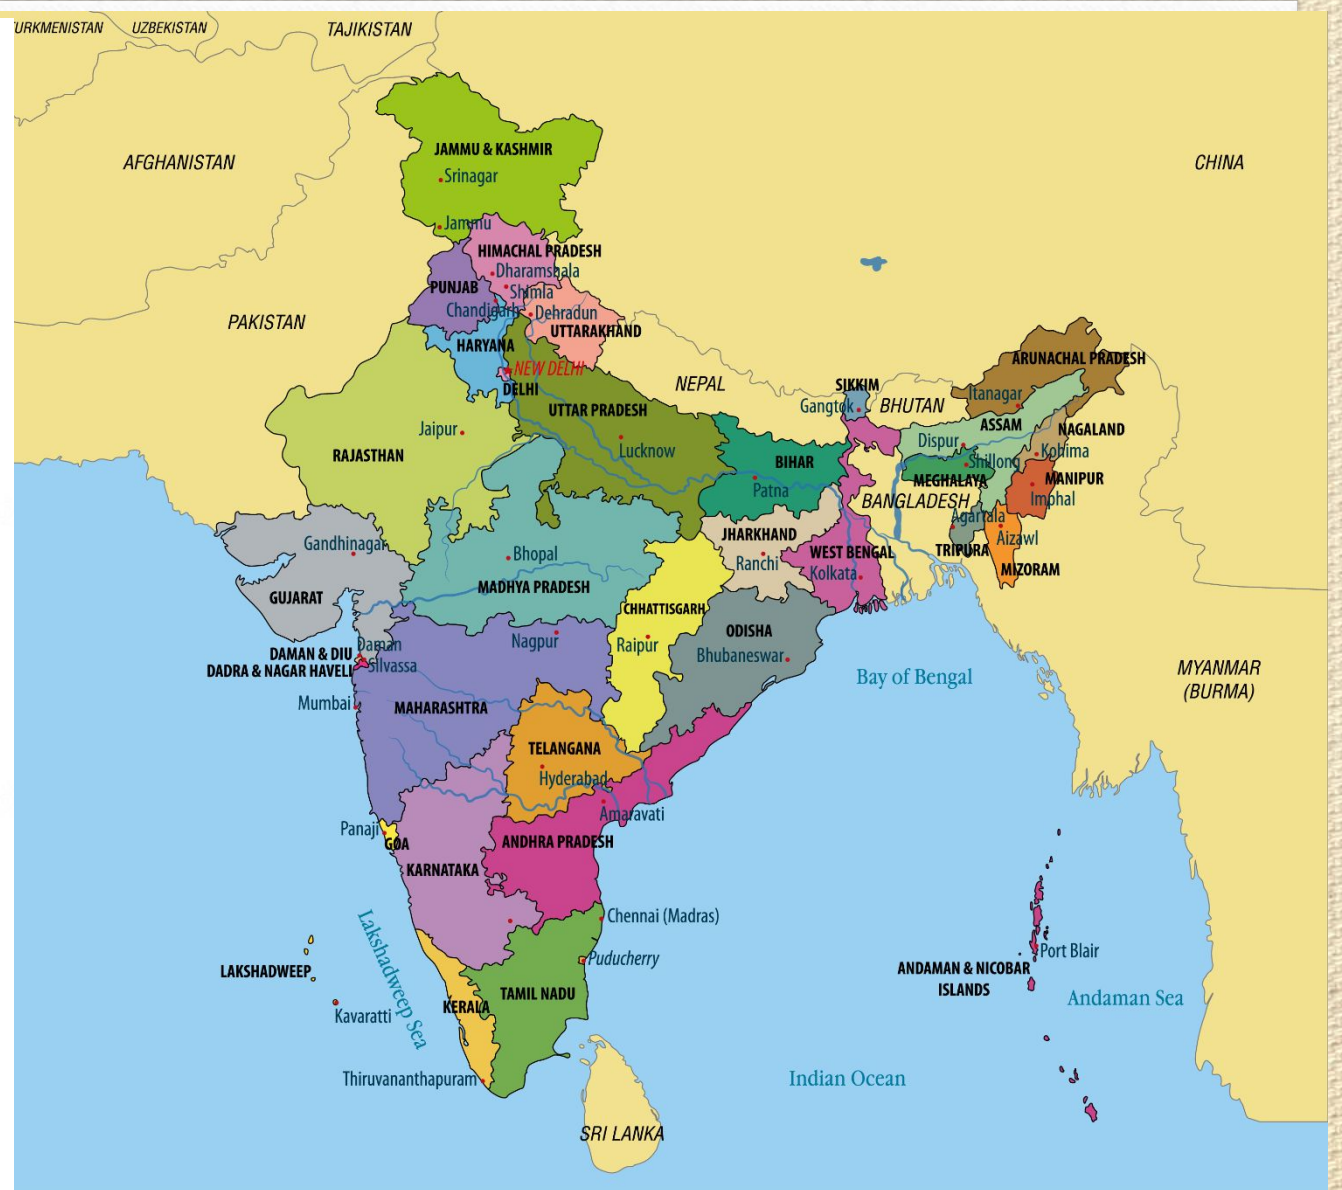 TURKMENISTAN
UZBEKISTAN
TAJIKISTAN
AFGHANISTAN
CHINA
JAMMU & KASHMIR
Srinagar
Jammu
HIMACHAL PRADESH
Dharamshala
PUNJAB
Shimla
Chandigarh
Dehradun
PAKISTAN
UTTARAKHAND
HARYANA
NEW DELHI
DELHI
NEPAL
SIKKIM
Gangtok
BHUTAN
ARUNACHAL PRADESH
Itanagar
UTTAR PRADESH
Lucknow
Jaipur
RAJASTHAN
BIHAR
Patna
ASSAM
Dispur
NAGALAND
Kohima
Shillong
MEGHALAYA
MANIPUR
Imphal
BANGLADESH
Agartala
Aizawl
TRIPURA
MIZORAM
Gandhinagar
GUJARAT
Bhopal
MADHYA PRADESH
JHARKHAND
Ranchi
WEST BENGAL
Kolkata
CHHATTISGARH
Raipur
ODISHA
Bhubaneswar
Nagpur
Daman
DAMAN & DIU
Silvassa
DADRA & NAGAR HAVELI
Mumbai
MAHARASHTRA
Bay of Bengal
MYANMAR
(BURMA)
TELANGANA
Hyderabad
Amaravati
Panaji
GOA
ANDHRA PRADESH
KARNATAKA
Chennai (Madras)
Puducherry
Lakshadweep Sea
LAKSHADWEEP
Kavaratti
KERALA
TAMIL NADU
Thiruvananthapuram
Port Blair
ANDAMAN & NICOBAR
ISLANDS
Andaman Sea
Indian Ocean
SRI LANKA